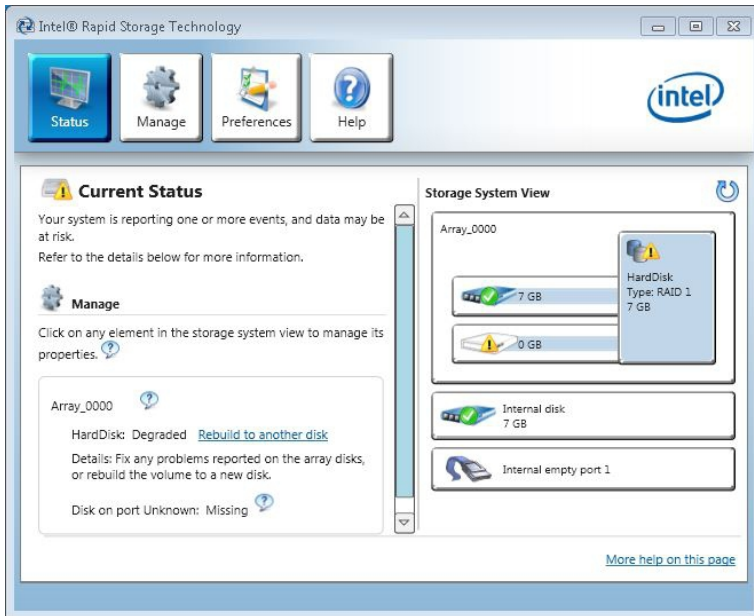 Intel® Rapid Storage Technology
Status
Manage
Preferences
Help
intel
Current Status
Your system is reporting one or more events, and data may be
at risk.
Refer to the details below for more information.
Manage
Click on any element in the storage system view to manage its
properties.
Array_0000
HardDisk: Degraded Rebuild to another disk
Details: Fix any problems reported on the array disks,
or rebuild the volume to a new disk.
Disk on port Unknown: Missing
Storage System View
Array_0000
7 GB
0 GB
HardDisk
Type: RAID 1
7 GB
Internal disk
7 GB
Internal empty port 1
More help on this page